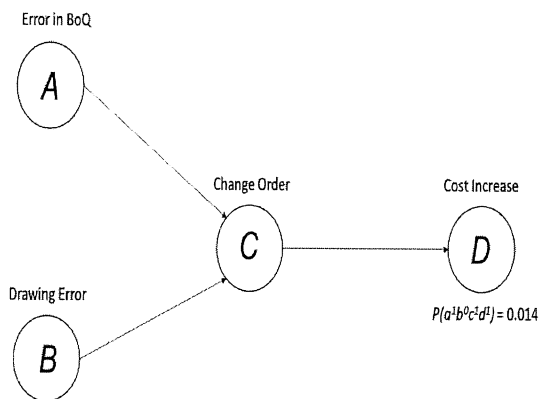 Error in BoQ
A
Change Order
C
Cost Increase
D
P(a¹b⁰c¹d¹) = 0.014
Drawing Error
B